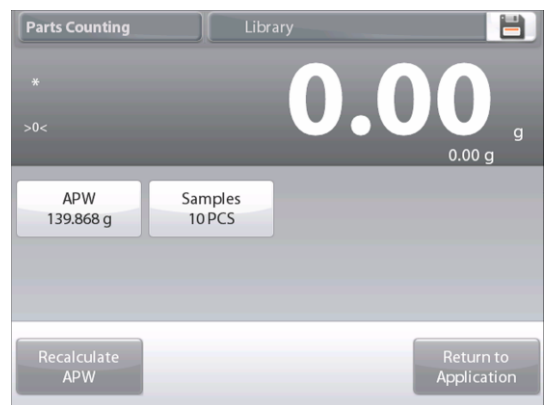 Parts Counting
Library
*
>0<
0.00 g
0.00 g
APW
139.868 g
Samples
10 PCS
Recalculate
APW
Return to
Application